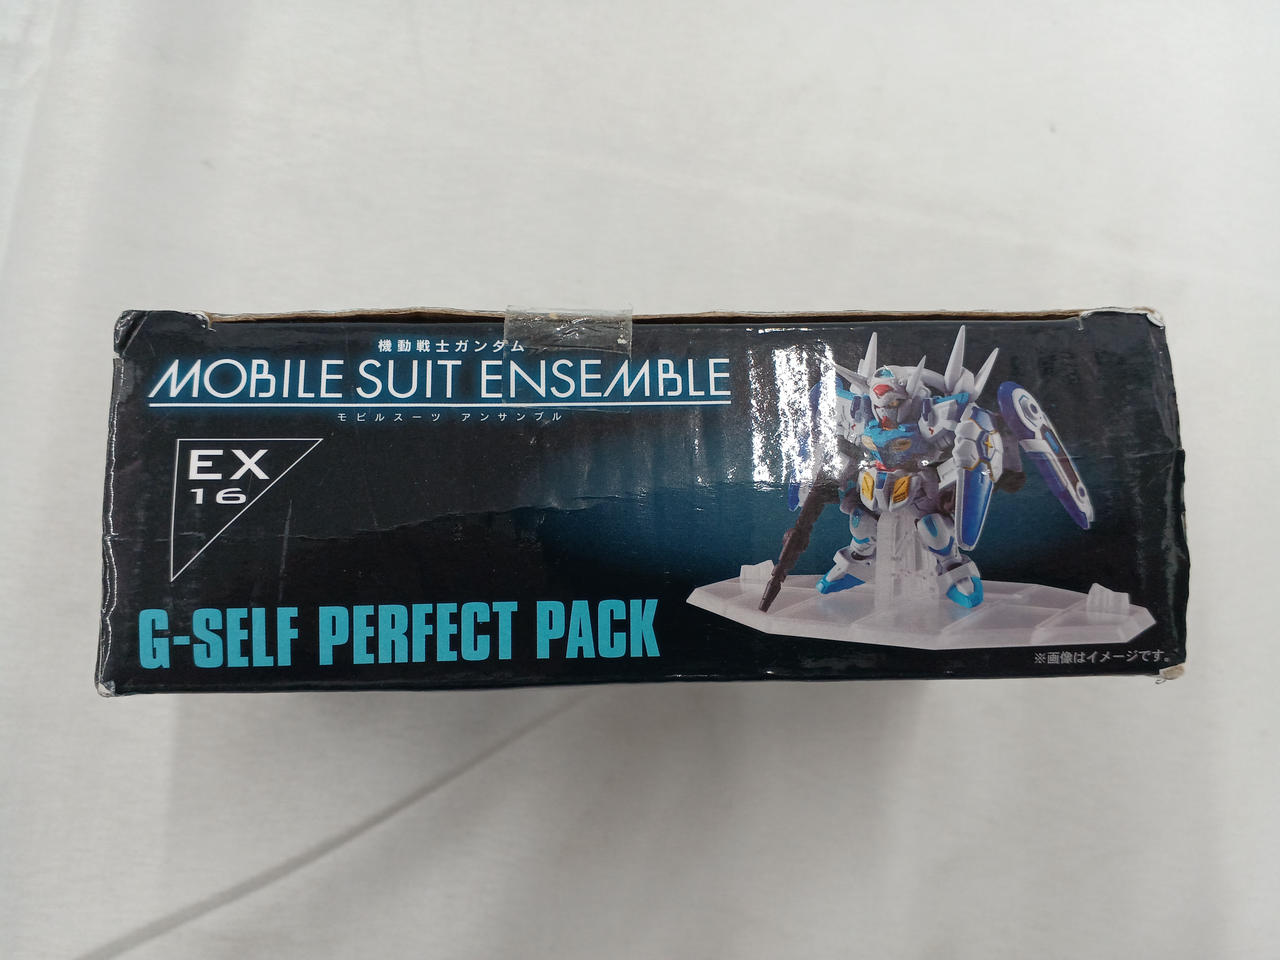 機動戦士ガンダム
MOBILE SUIT ENSEMBLE
モビルスーツ アンサンブル
EX
16
G-SELF PERFECT PACK
※画像はイメージです。